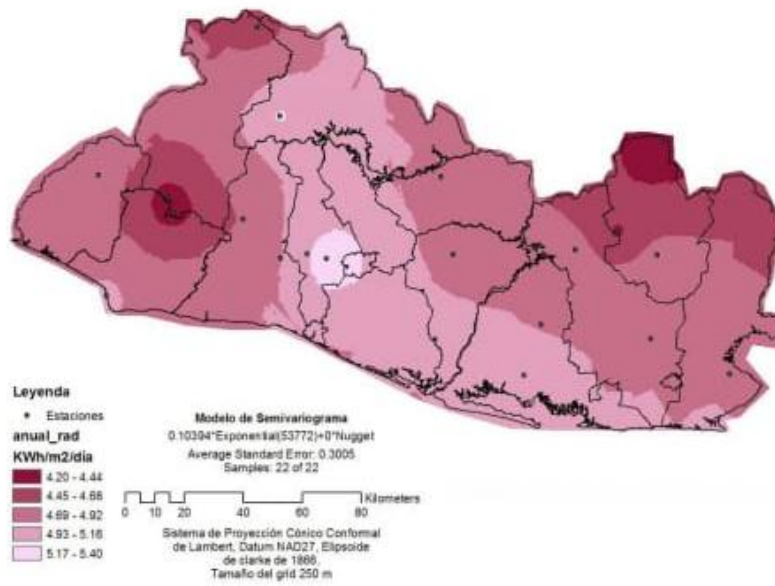 Leyenda
Estaciones
anual_rad
KWh/m2/dia
4.20 - 4.44
4.45 - 4.68
4.69 - 4.92
4.93 - 5.16
5.17 - 5.40
Modelo de Semivariograma
0.10394*Exponential(53772)+0*Nugget
Average Standard Error: 0.3005
Samples: 22 of 22
Kilometers
0 10 20 40 60 80
Sistema de Proyección Cónico Conformal
de Lambert, Datum NAD27, Elipsoide
de clarke de 1866.
Tamaño del grid 250 m